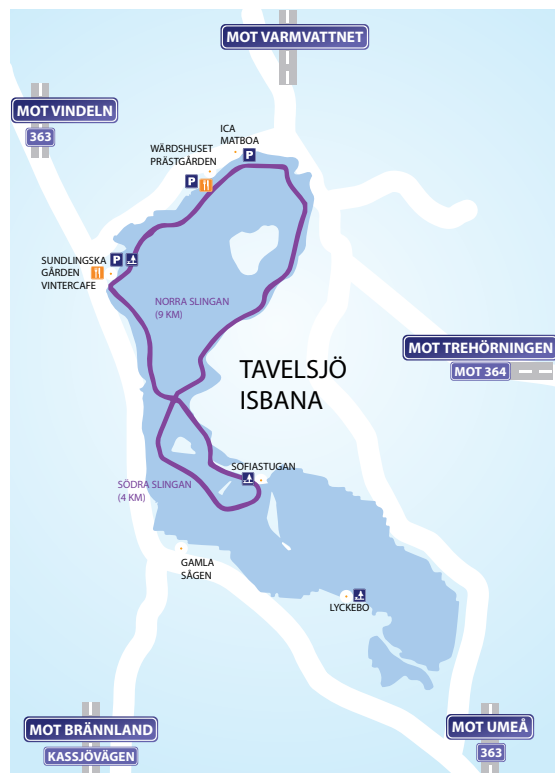 MOT VARMVATTNET
MOT VINDELN
363
ICA
MATBOA
P
WÄRDSHUSET
PRÄSTGÅRDEN
P
SUNDLINGSKA
GÅRDEN
VINTERCAFE
P
NORRA SLINGAN
(9 KM)
MOT TREHÖRNINGEN
MOT 364
TAVELSJÖ
ISBANA
SOFIASTUGAN
SÖDRA SLINGAN
(4 KM)
GAMLA
SÅGEN
LYCKEBO
MOT BRÄNNLAND
KASSJÖVÄGEN
MOT UMEÅ
363